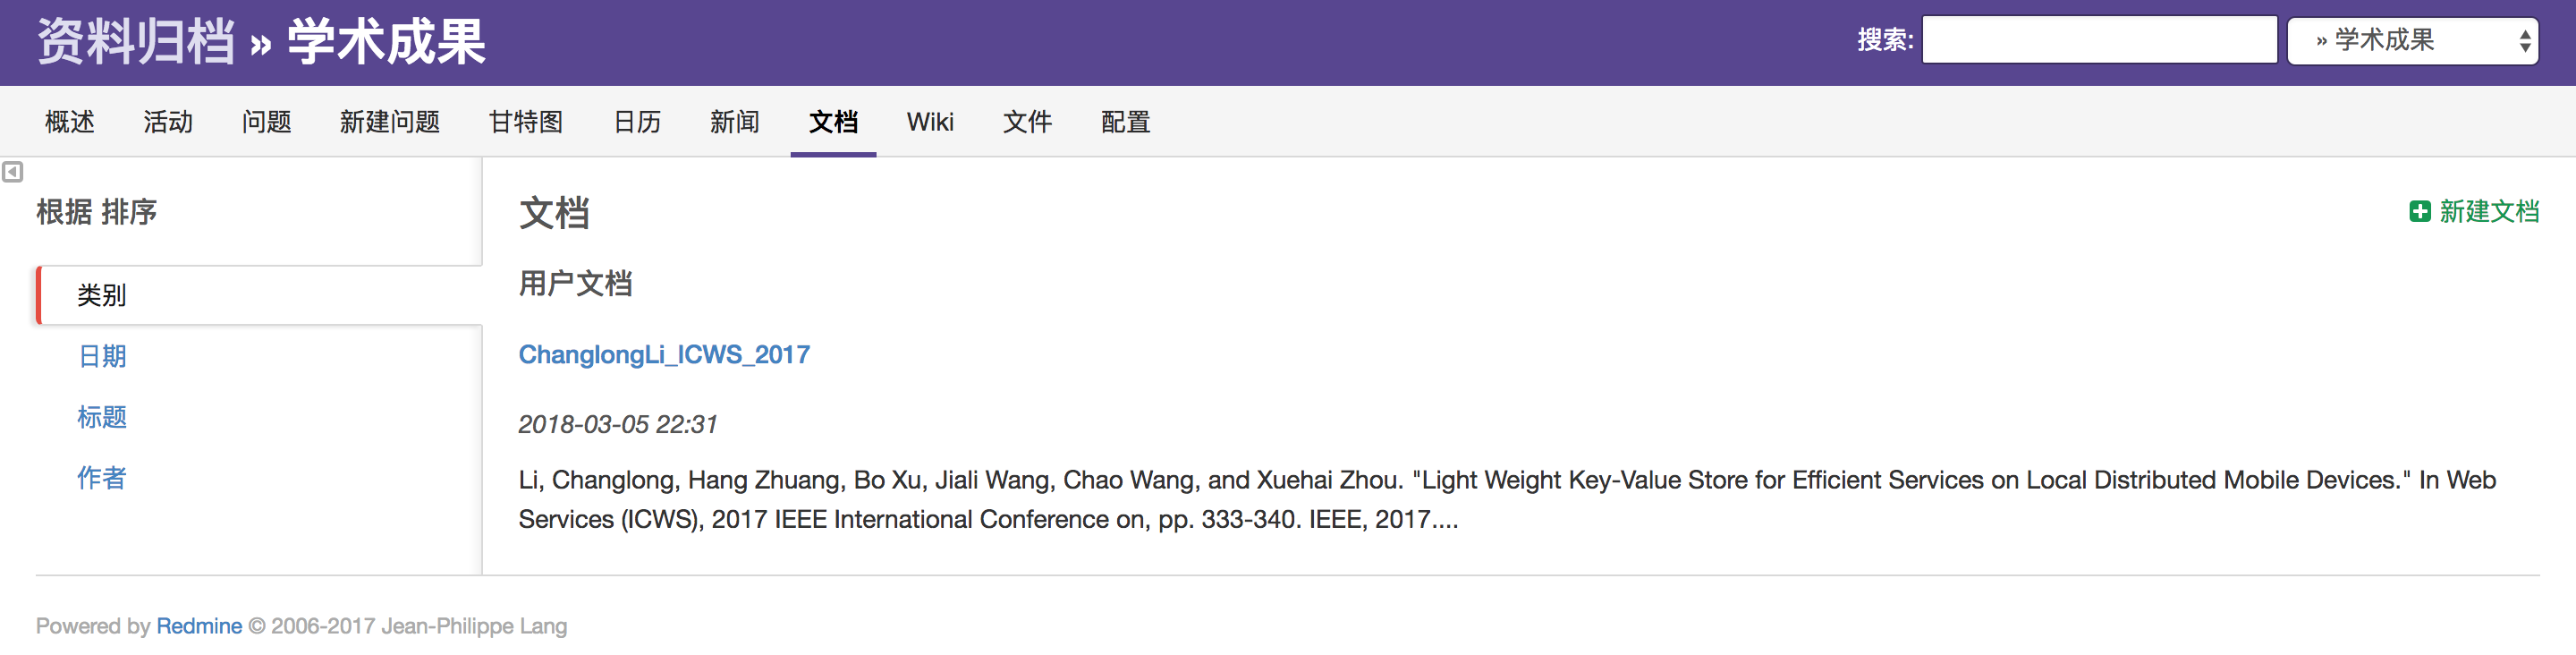 资料归档 » 学术成果
搜索:
» 学术成果
概述 活动 问题 新建问题 甘特图 日历 新闻 文档 Wiki 文件 配置
根据 排序
类别
日期
标题
作者
文档
新建文档
用户文档
ChanglongLi_ICWS_2017
2018-03-05 22:31
Li, Changlong, Hang Zhuang, Bo Xu, Jiali Wang, Chao Wang, and Xuehai Zhou. "Light Weight Key-Value Store for Efficient Services on Local Distributed Mobile Devices." In Web
Services (ICWS), 2017 IEEE International Conference on, pp. 333-340. IEEE, 2017....
Powered by Redmine © 2006-2017 Jean-Philippe Lang